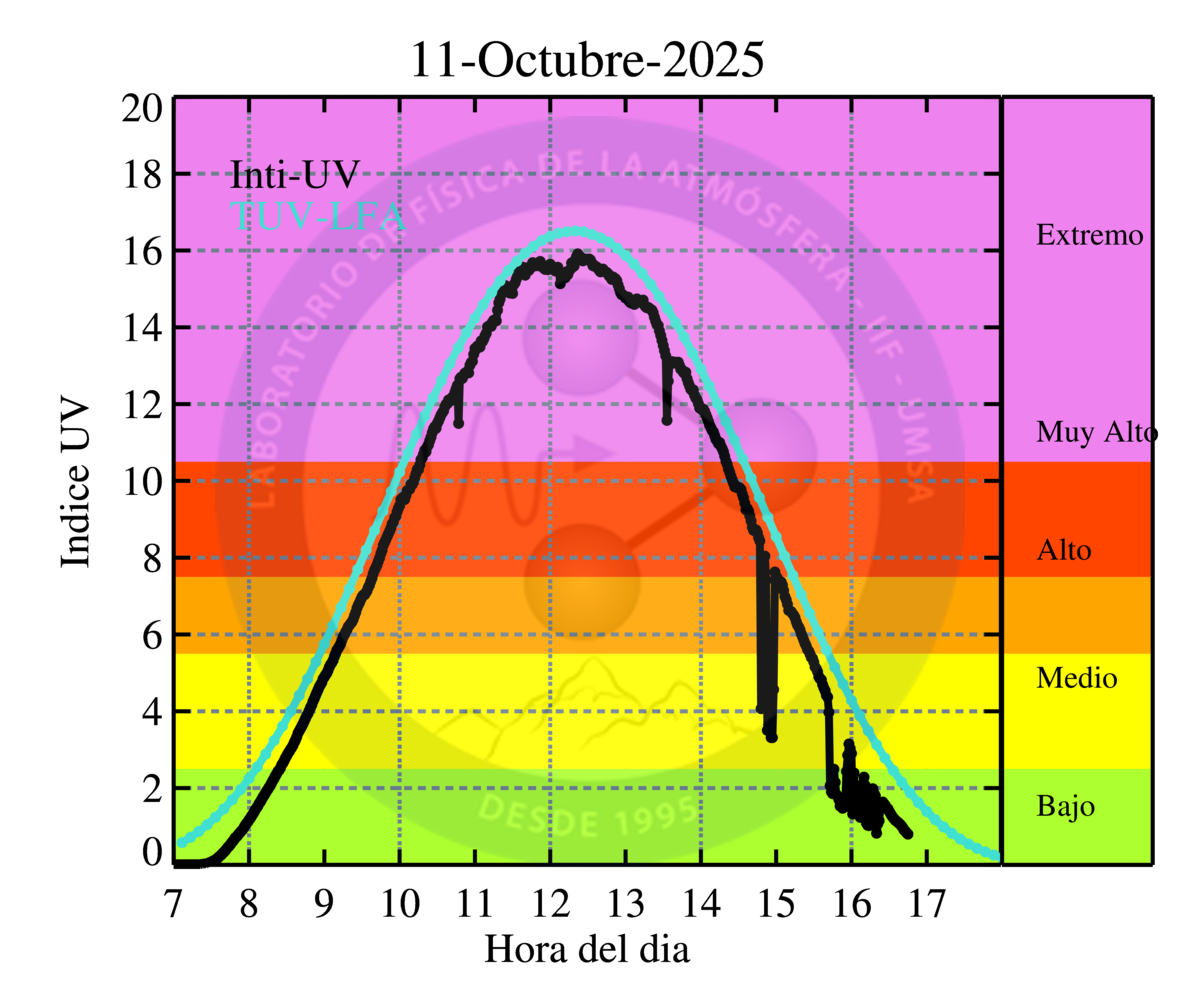 11-Octubre-2025
Indice UV
20
18
16
14
12
10
8
6
4
2
0
Inti-UV
TUV-LFA
LABORATORIO DE FÍSICA DE LA ATMÓSFERA - IIF - UMSA
DESDE 1995
Extremo
Muy Alto
Alto
Medio
Bajo
7 8 9 10 11 12 13 14 15 16 17
Hora del dia